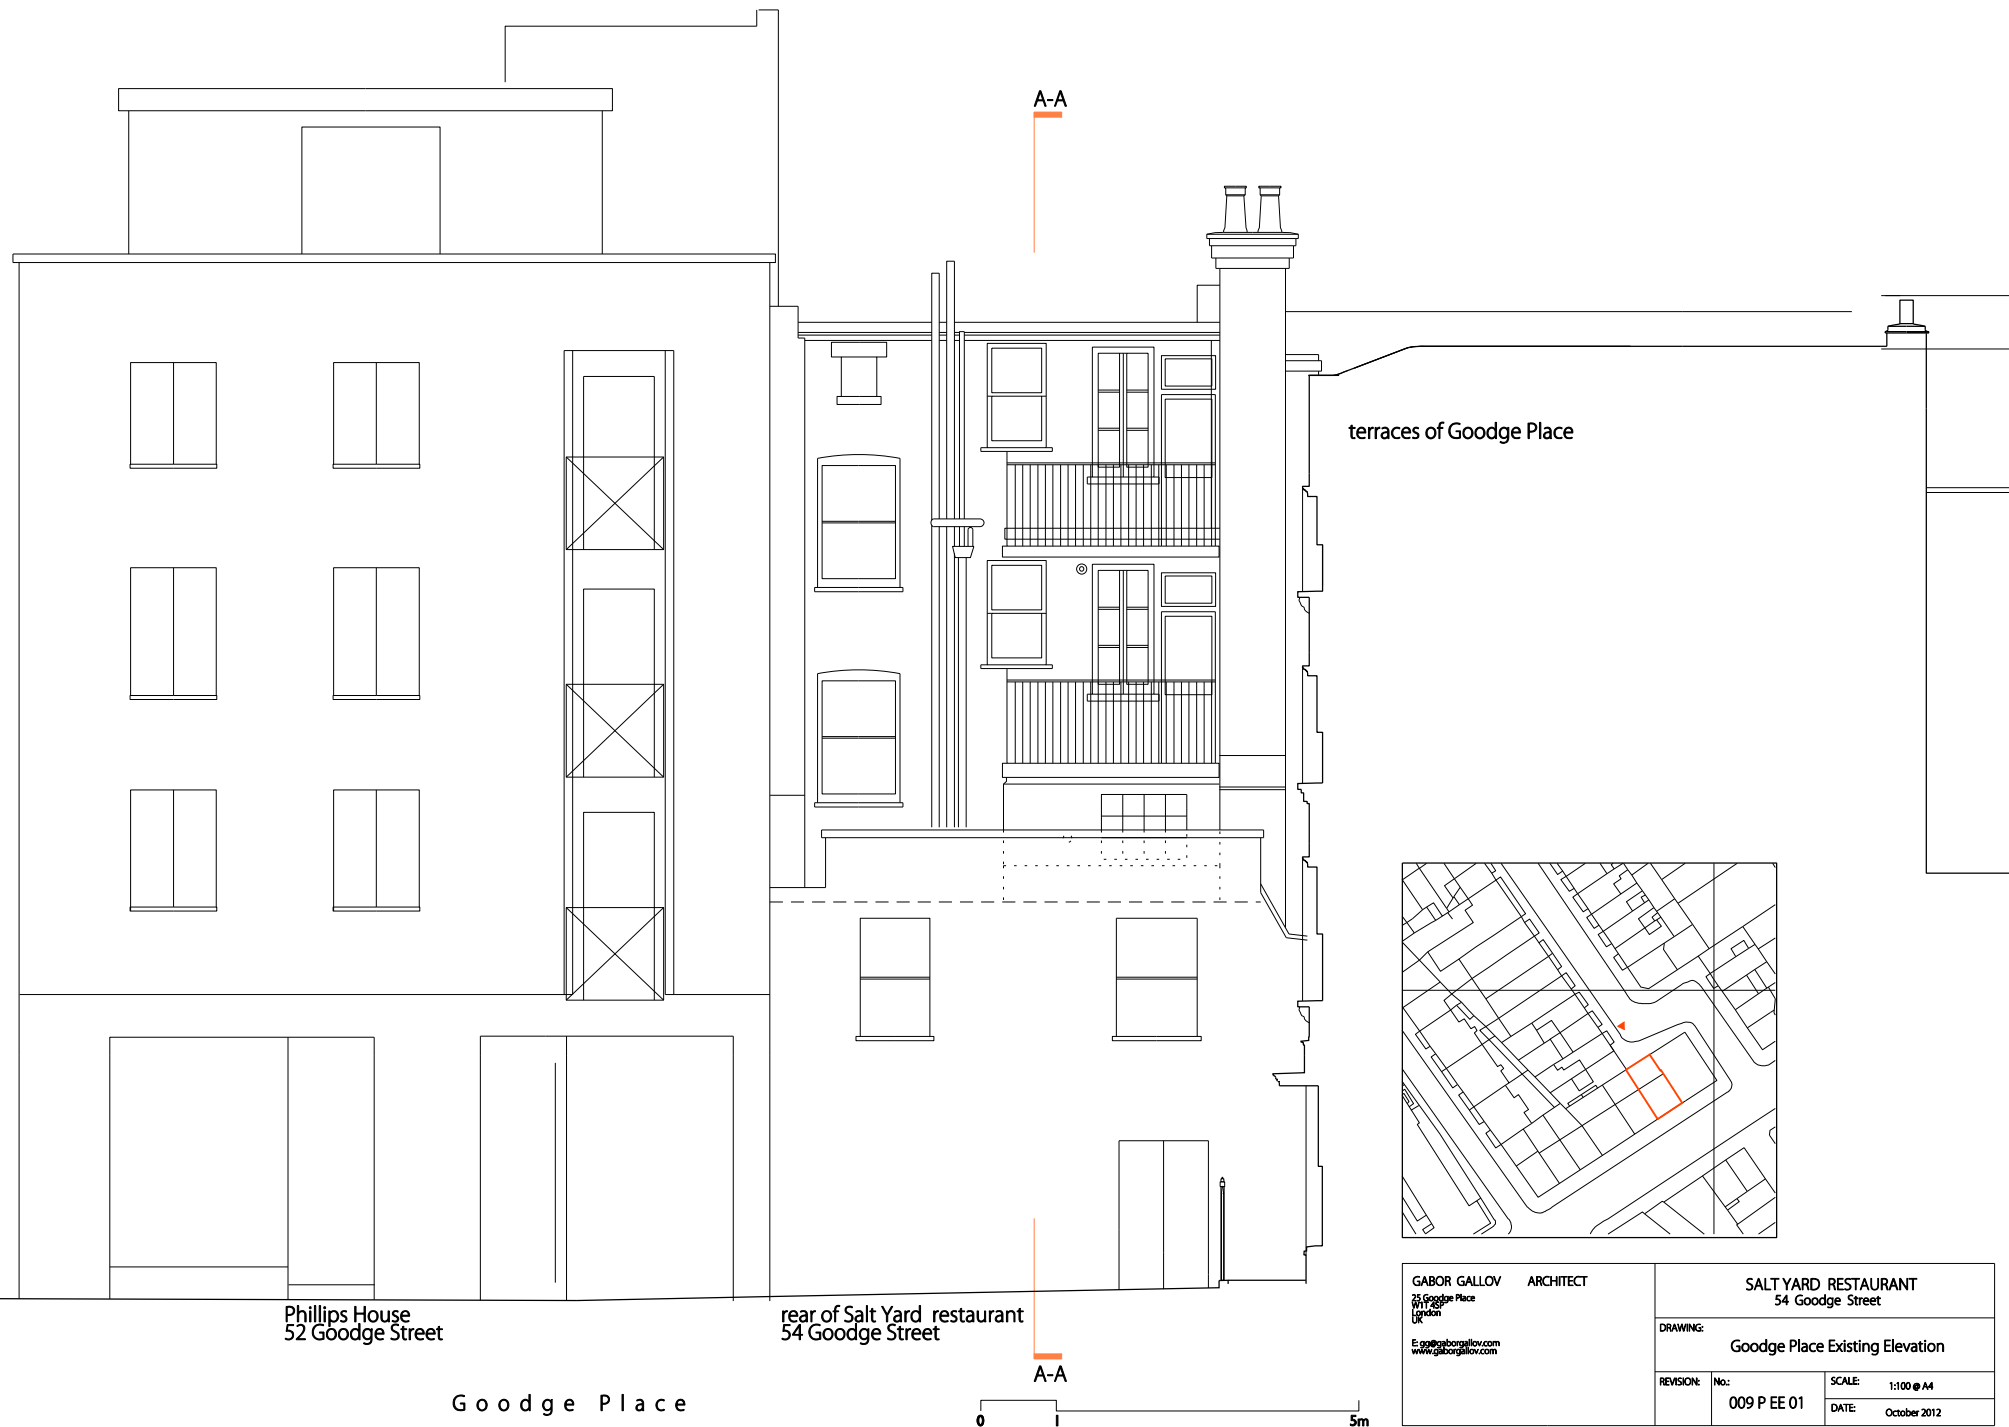 A-A
terraces of Goodge Place
Phillips House
52 Goodge Street
rear of Salt Yard restaurant
54 Goodge Street
A-A
Goodge Place
0 1 5m
GABOR GALLOV ARCHITECT
25 Goodge Place
W1T 4SP
London
UK
E: gg@gaborgallov.com
www.gaborgallov.com
SALT YARD RESTAURANT
54 Goodge Street
DRAWING:
Goodge Place Existing Elevation
REVISION:
No.:
009 P EE 01
SCALE:
1:100 @ A4
DATE:
October 2012